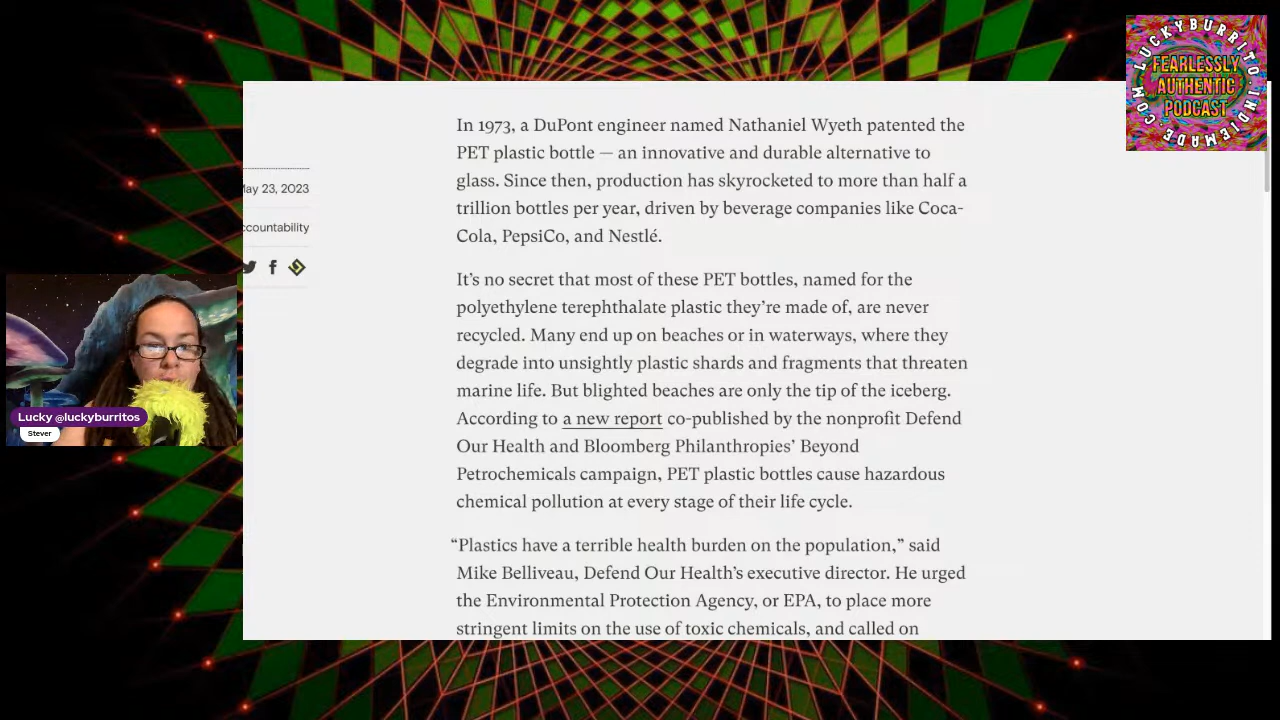 LUCKYBURRITO.INDIEMADE.COM
FEARLESSLY
AUTHENTIC
PODCAST
May 23, 2023
ccountability
In 1973, a DuPont engineer named Nathaniel Wyeth patented the
PET plastic bottle — an innovative and durable alternative to
glass. Since then, production has skyrocketed to more than half a
trillion bottles per year, driven by beverage companies like Coca-
Cola, PepsiCo, and Nestlé.
It’s no secret that most of these PET bottles, named for the
polyethylene terephthalate plastic they’re made of, are never
recycled. Many end up on beaches or in waterways, where they
degrade into unsightly plastic shards and fragments that threaten
marine life. But blighted beaches are only the tip of the iceberg.
According to a new report co-published by the nonprofit Defend
Our Health and Bloomberg Philanthropies’ Beyond
Petrochemicals campaign, PET plastic bottles cause hazardous
chemical pollution at every stage of their life cycle.
“Plastics have a terrible health burden on the population,” said
Mike Belliveau, Defend Our Health’s executive director. He urged
the Environmental Protection Agency, or EPA, to place more
stringent limits on the use of toxic chemicals, and called on
Lucky @luckyburritos
Stever